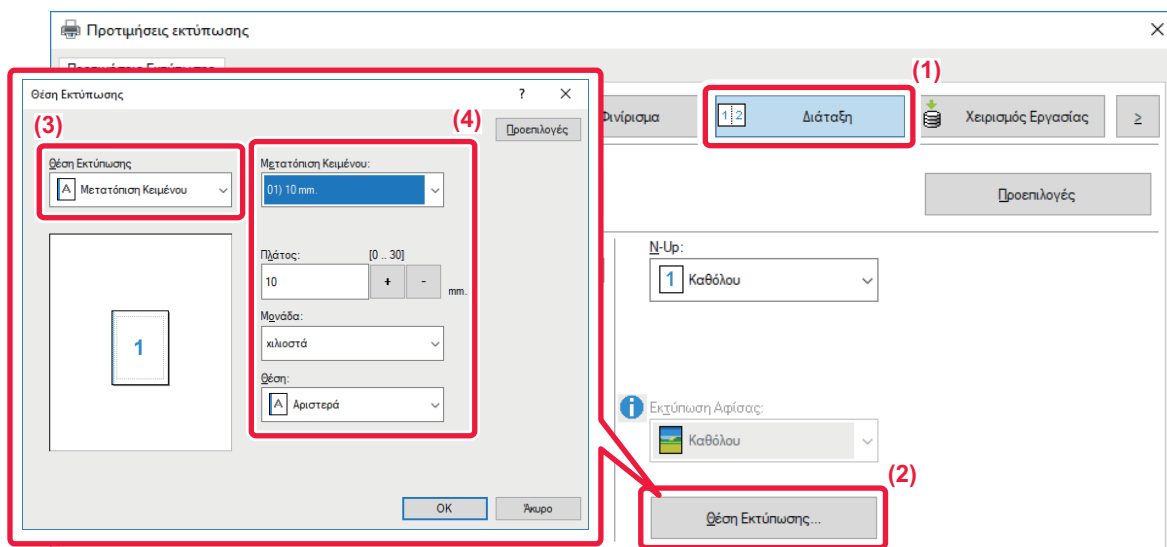 Προτιμήσεις εκτύπωσης
(1)
Θέση Εκτύπωσης
?
(3)
(4)
Προεπιλογές
Φινίρισμα
1 2
Διάταξη
Χειρισμός Εργασίας
>
Θέση Εκτύπωσης
A Μετατόπιση Κειμένου
Μετατόπιση Κειμένου:
01) 10 mm.
Πλάτος: [0 .. 30]
10 + - mm.
Μονάδα:
χιλιοστά
Θέση:
A Αριστερά
1
OK
Άκυρο
Προεπιλογές
N-Up:
1 Καθόλου
i Εκτύπωση Αφίσας:
Καθόλου
(2)
Θέση Εκτύπωσης...